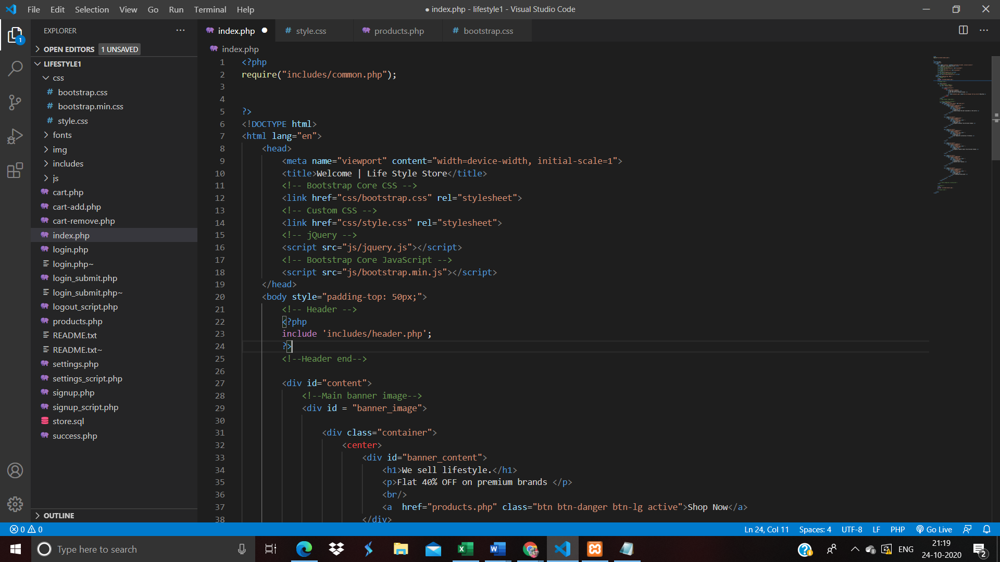 File Edit Selection View Go Run Terminal Help
● index.php - lifestyle1 - Visual Studio Code
EXPLORER
1
OPEN EDITORS 1 UNSAVED
LIFESTYLE1
css
bootstrap.css
bootstrap.min.css
style.css
fonts
img
includes
js
cart.php
cart-add.php
cart-remove.php
index.php
login.php
login.php~
login_submit.php
login_submit.php~
logout_script.php
products.php
README.txt
README.txt~
settings.php
settings_script.php
signup.php
signup_script.php
store.sql
success.php
OUTLINE
index.php ● # style.css products.php # bootstrap.css
index.php
1 <?php
2 require("includes/common.php");
3
4
5 ?>
6 <!DOCTYPE html>
7 <html lang="en">
8 <head>
9 <meta name="viewport" content="width=device-width, initial-scale=1">
10 <title>Welcome | Life Style Store</title>
11 <!-- Bootstrap Core CSS -->
12 <link href="css/bootstrap.css" rel="stylesheet">
13 <!-- Custom CSS -->
14 <link href="css/style.css" rel="stylesheet">
15 <!-- jQuery -->
16 <script src="js/jquery.js"></script>
17 <!-- Bootstrap Core JavaScript -->
18 <script src="js/bootstrap.min.js"></script>
19 </head>
20 <body style="padding-top: 50px;">
21 <!-- Header -->
22 <?php
23 include 'includes/header.php';
24 ?>
25 <!--Header end-->
26
27 <div id="content">
28 <!--Main banner image-->
29 <div id = "banner_image">
30
31 <div class="container">
32 <center>
33 <div id="banner_content">
34 <h1>We sell lifestyle.</h1>
35 <p>Flat 40% OFF on premium brands </p>
36 <br/>
37 <a  href="products.php" class="btn btn-danger btn-lg active">Shop Now</a>
38 </div>
0 0
Ln 24, Col 11 Spaces: 4 UTF-8 LF PHP Go Live
Type here to search
ENG
21:19
24-10-2020
2